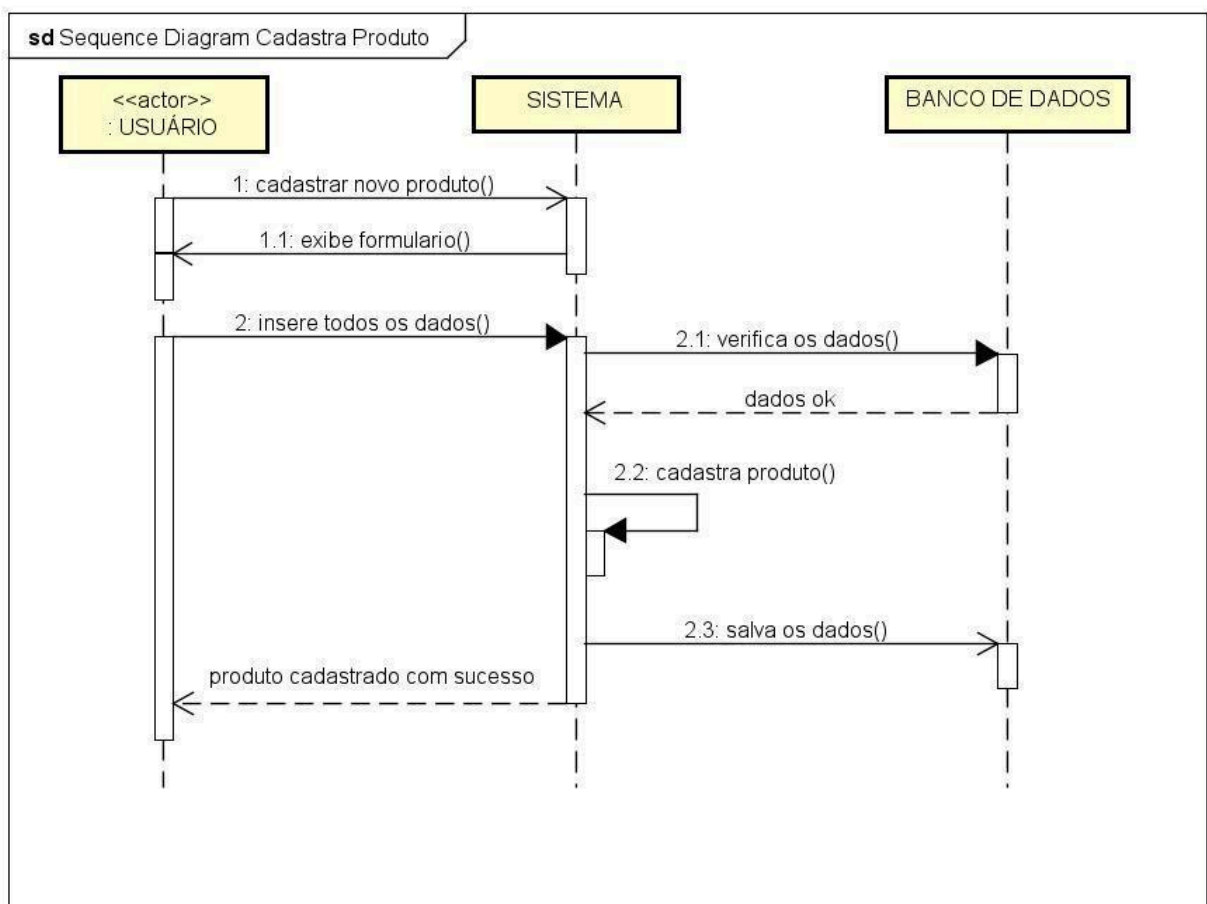 sd Sequence Diagram Cadastra Produto
<<actor>>
: USUÁRIO
SISTEMA
BANCO DE DADOS
1: cadastrar novo produto()
1.1: exibe formulario()
2: insere todos os dados()
2.1: verifica os dados()
dados ok
2.2: cadastra produto()
2.3: salva os dados()
produto cadastrado com sucesso